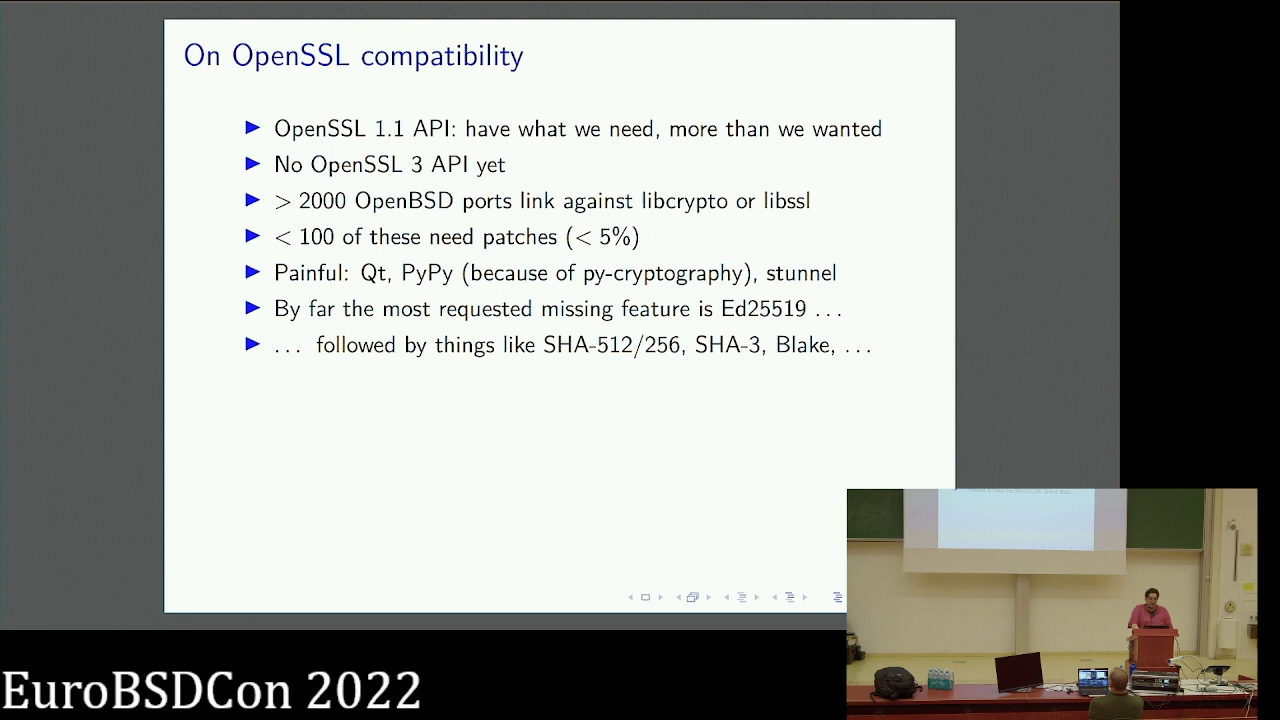 On OpenSSL compatibility
▶ OpenSSL 1.1 API: have what we need, more than we wanted
▶ No OpenSSL 3 API yet
▶ > 2000 OpenBSD ports link against libcrypto or libssl
▶ < 100 of these need patches (< 5%)
▶ Painful: Qt, PyPy (because of py-cryptography), stunnel
▶ By far the most requested missing feature is Ed25519 ...
▶ ... followed by things like SHA-512/256, SHA-3, Blake, ...
EuroBSDCon 2022